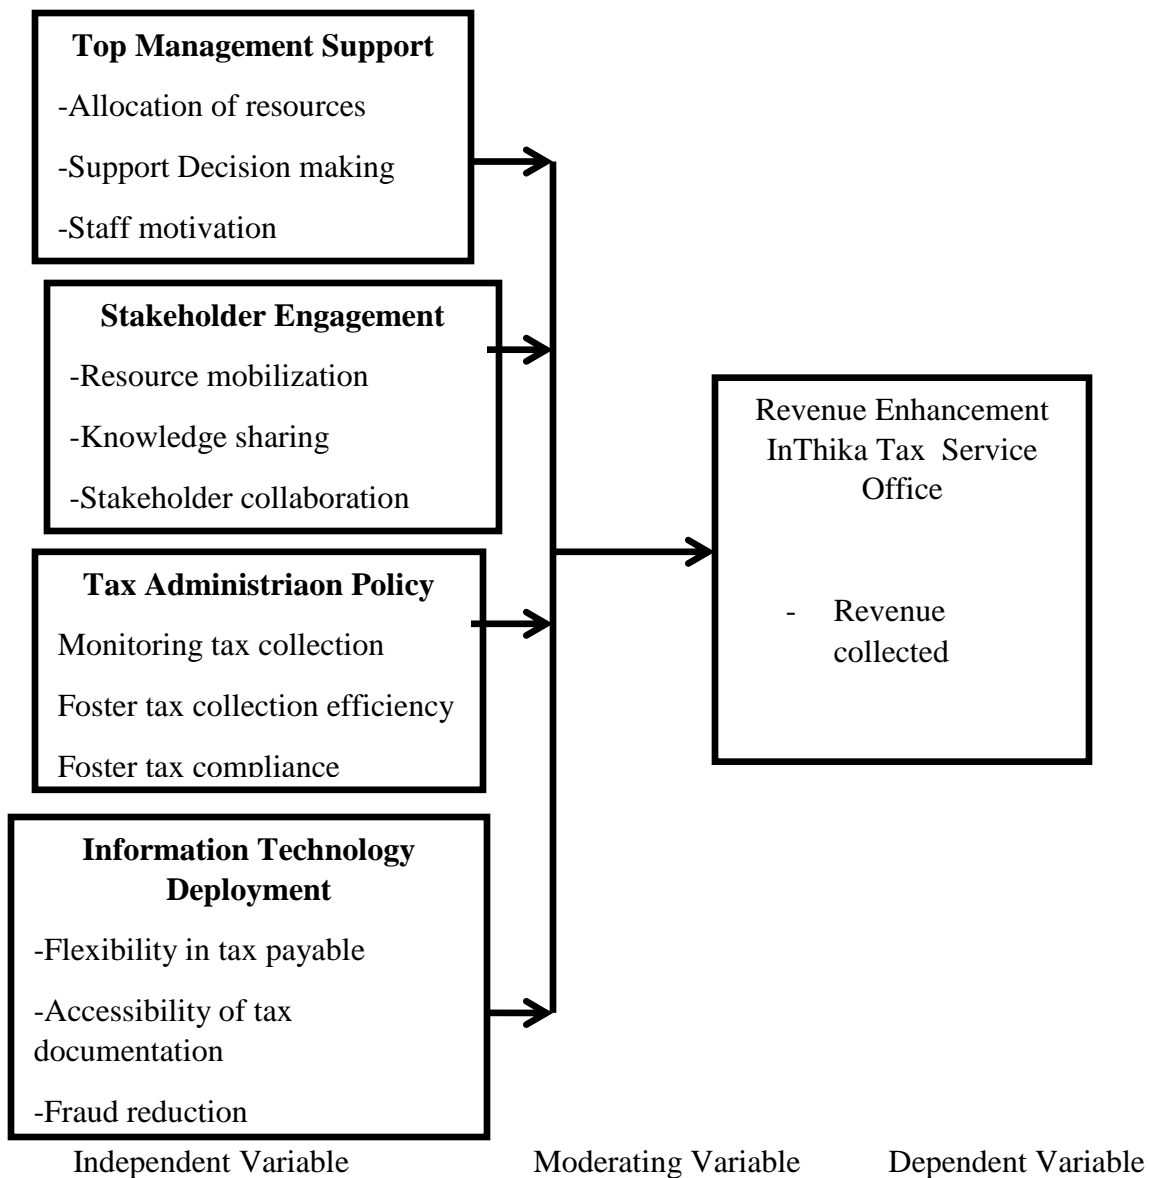 Top Management Support
-Allocation of resources
-Support Decision making
-Staff motivation
Stakeholder Engagement
-Resource mobilization
-Knowledge sharing
-Stakeholder collaboration
Tax Administriaon Policy
Monitoring tax collection
Foster tax collection efficiency
Foster tax compliance
Information Technology
Deployment
-Flexibility in tax payable
-Accessibility of tax
documentation
-Fraud reduction
Revenue Enhancement
InThika Tax Service
Office
- Revenue
collected
Independent Variable Moderating Variable Dependent Variable